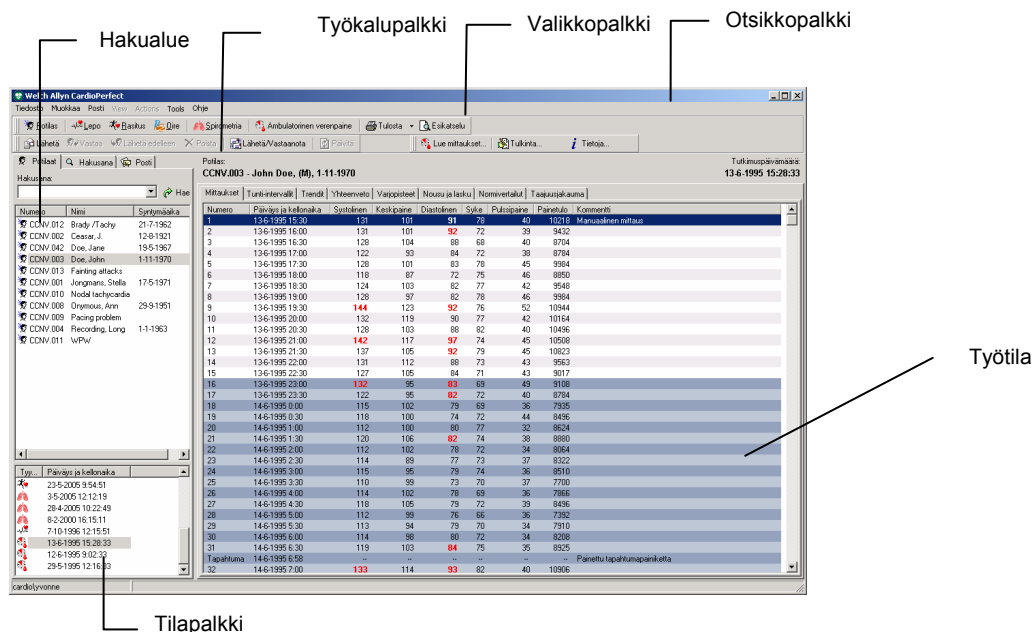 Työkalupalkki Valikkopalkki Otsikkopalkki
Hakualue
Welch Allyn CardioPerfect
Tiedosto Muokkaa Posti View Actions Tools Ohje
Potilas Lepo Rasitus Oire Spirometria Ambulatorinen verenpaine Tulosta Esikatselu
Lähetä Vastaa Lähetä edelleen Poista Lähetä/Vastaanota Päivitä Lue mittaukset... Tulkinta... Tietoja...
Potilaat Hakusana Posti
Hakusana:
Hae
Potilas: Tutkimuspäivämäärä:
CCNV.003 - John Doe, (M), 1-11-1970 13-6-1995 15:28:33
Mittaukset Tunti-intervallit Trendit Yhteenveto Varjopisteet Nousu ja lasku Normivertailut Taajuusjakauma
Numero Nimi Syntymäaika
CCNV.012 Brady /Tachy 21-7-1962
CCNV.002 Ceasar, J. 12-8-1921
CCNV.042 Doe, Jane 19-5-1967
CCNV.003 Doe, John 1-11-1970
CCNV.013 Fainting attacks
CCNV.001 Jongmans, Stella 17-5-1971
CCNV.010 Nodal tachycardia
CCNV.008 Onymous, Ann 29-9-1951
CCNV.009 Pacing problem
CCNV.004 Recording, Long 1-1-1963
CCNV.011 WPW
Numero Päiväys ja kellonaika Systolinen Keskipaine Diastolinen Syke Pulssipaine Painetulo Kommentti
1 13-6-1995 15:30 131 101 91 78 40 10218 Manuaalinen mittaus
2 13-6-1995 16:00 131 101 92 72 39 9432
3 13-6-1995 16:30 128 104 88 68 40 8704
4 13-6-1995 17:00 122 93 84 72 38 8784
5 13-6-1995 17:30 128 101 83 78 45 9984
6 13-6-1995 18:00 118 87 72 75 46 8850
7 13-6-1995 18:30 124 103 82 77 42 9548
8 13-6-1995 19:00 128 97 82 78 46 9984
9 13-6-1995 19:30 144 123 92 76 52 10944
10 13-6-1995 20:00 132 119 90 77 42 10164
11 13-6-1995 20:30 128 103 88 82 40 10496
12 13-6-1995 21:00 142 117 97 74 45 10508
13 13-6-1995 21:30 137 105 92 79 45 10823
14 13-6-1995 22:00 131 112 88 73 43 9563
15 13-6-1995 22:30 127 105 84 71 43 9017
16 13-6-1995 23:00 132 95 83 69 49 9108
17 13-6-1995 23:30 122 95 82 72 40 8784
18 14-6-1995 0:00 115 102 79 69 36 7935
19 14-6-1995 0:30 118 100 74 72 44 8496
20 14-6-1995 1:00 112 100 80 77 32 8624
21 14-6-1995 1:30 120 106 82 74 38 8880
22 14-6-1995 2:00 112 102 78 72 34 8064
23 14-6-1995 2:30 114 89 77 73 37 8322
24 14-6-1995 3:00 115 95 79 74 36 8510
25 14-6-1995 3:30 110 99 73 70 37 7700
26 14-6-1995 4:00 114 102 78 69 36 7866
27 14-6-1995 4:30 118 105 79 72 39 8496
28 14-6-1995 5:00 112 99 76 66 36 7392
29 14-6-1995 5:30 113 94 79 70 34 7910
30 14-6-1995 6:00 114 98 80 72 34 8208
31 14-6-1995 6:30 119 103 84 75 35 8925
Tapahtuma 14-6-1995 6:58 -- -- -- -- -- -- Painettu tapahtumapainiketta
32 14-6-1995 7:00 133 114 93 82 40 10906
Työtila
Tyy... Päiväys ja kellonaika
23-5-2005 9:54:51
3-5-2005 12:12:19
28-4-2005 10:22:49
8-2-2000 16:15:11
7-10-1996 12:15:51
13-6-1995 15:28:33
12-6-1995 9:02:33
29-5-1995 12:16:03
cardiolyvonne
Tilapalkki